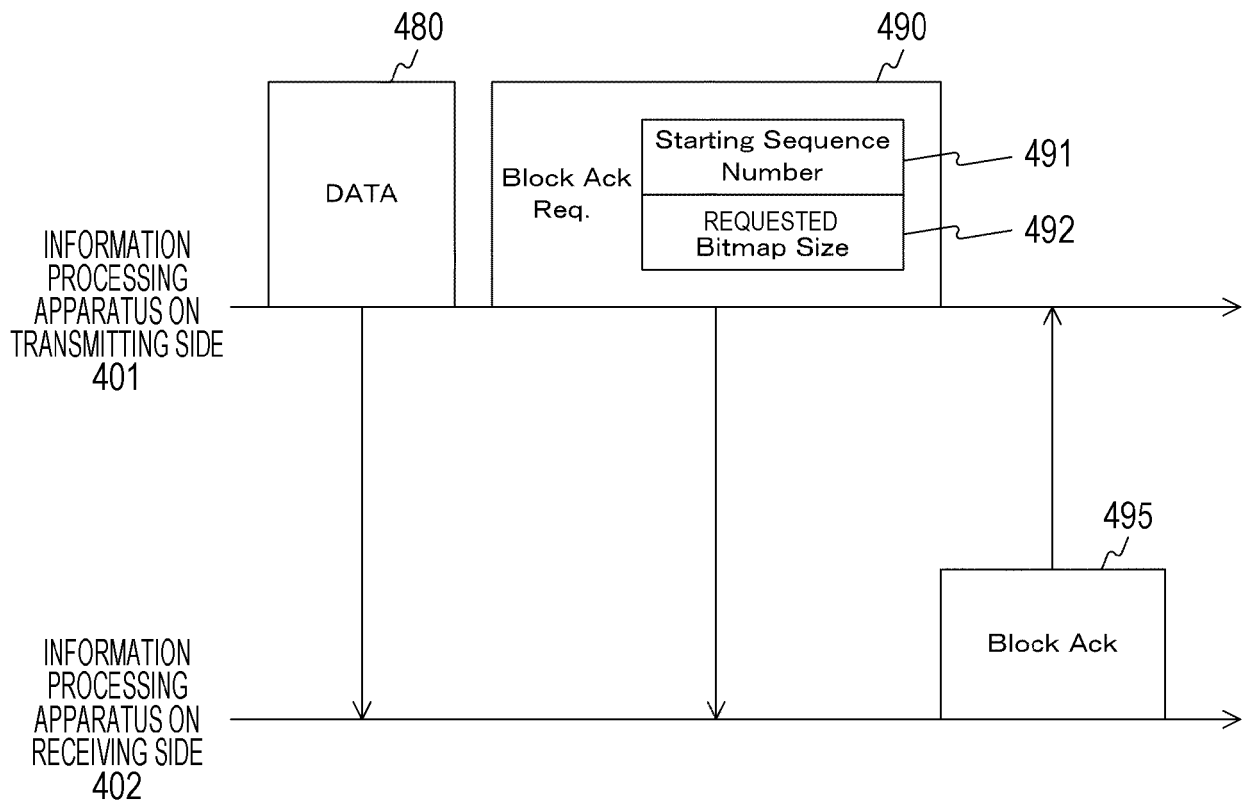 480
490
DATA
Block Ack
Req.
Starting Sequence
Number
491
REQUESTED
Bitmap Size
492
INFORMATION
PROCESSING
APPARATUS ON
TRANSMITTING SIDE
401
495
Block Ack
INFORMATION
PROCESSING
APPARATUS ON
RECEIVING SIDE
402